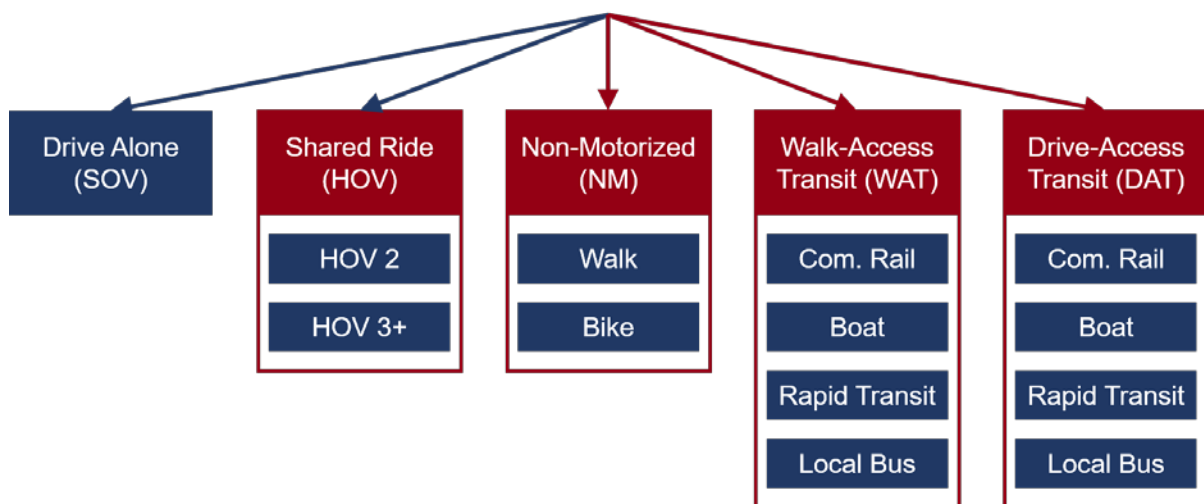 Drive Alone
(SOV)
Shared Ride
(HOV)
HOV 2
HOV 3+
Non-Motorized
(NM)
Walk
Bike
Walk-Access
Transit (WAT)
Com. Rail
Boat
Rapid Transit
Local Bus
Drive-Access
Transit (DAT)
Com. Rail
Boat
Rapid Transit
Local Bus